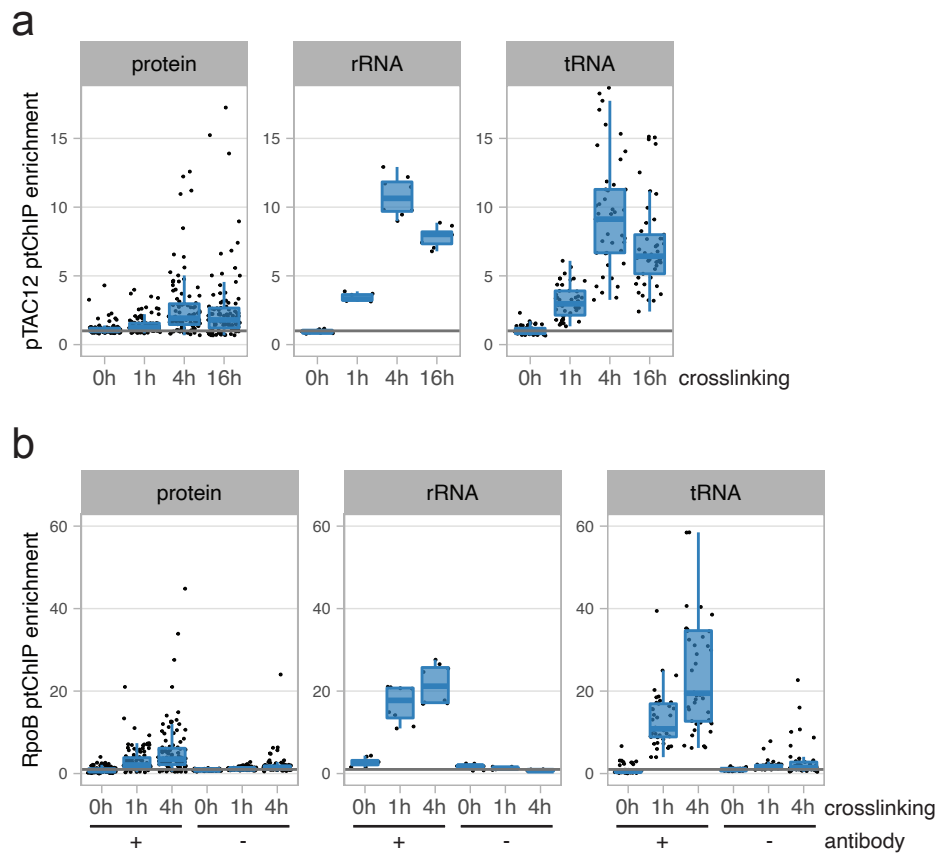 a
protein rRNA tRNA
pTAC12 ptChIP enrichment
15 15 15
10 10 10
5 5 5
0 0 0
0h 1h 4h 16h 0h 1h 4h 16h 0h 1h 4h 16h crosslinking
b
protein rRNA tRNA
RpoB ptChIP enrichment
60 60 60
40 40 40
20 20 20
0 0 0
0h 1h 4h 0h 1h 4h 0h 1h 4h 0h 1h 4h 0h 1h 4h 0h 1h 4h crosslinking
+ - + - + - antibody